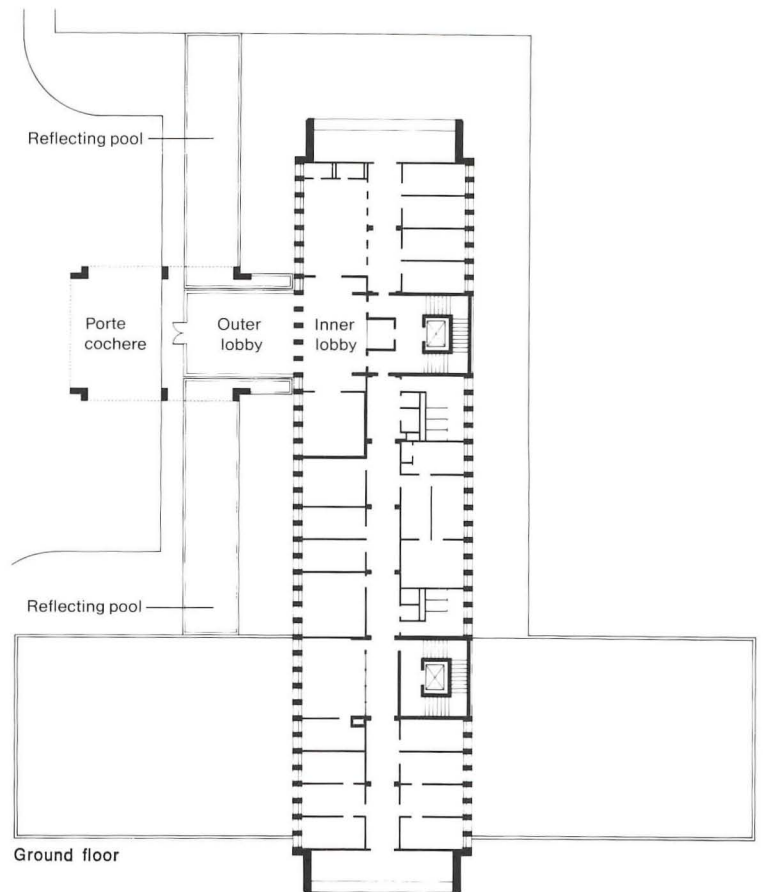 Reflecting pool
Porte
cochere
Outer
lobby
Inner
lobby
Reflecting pool
Ground floor